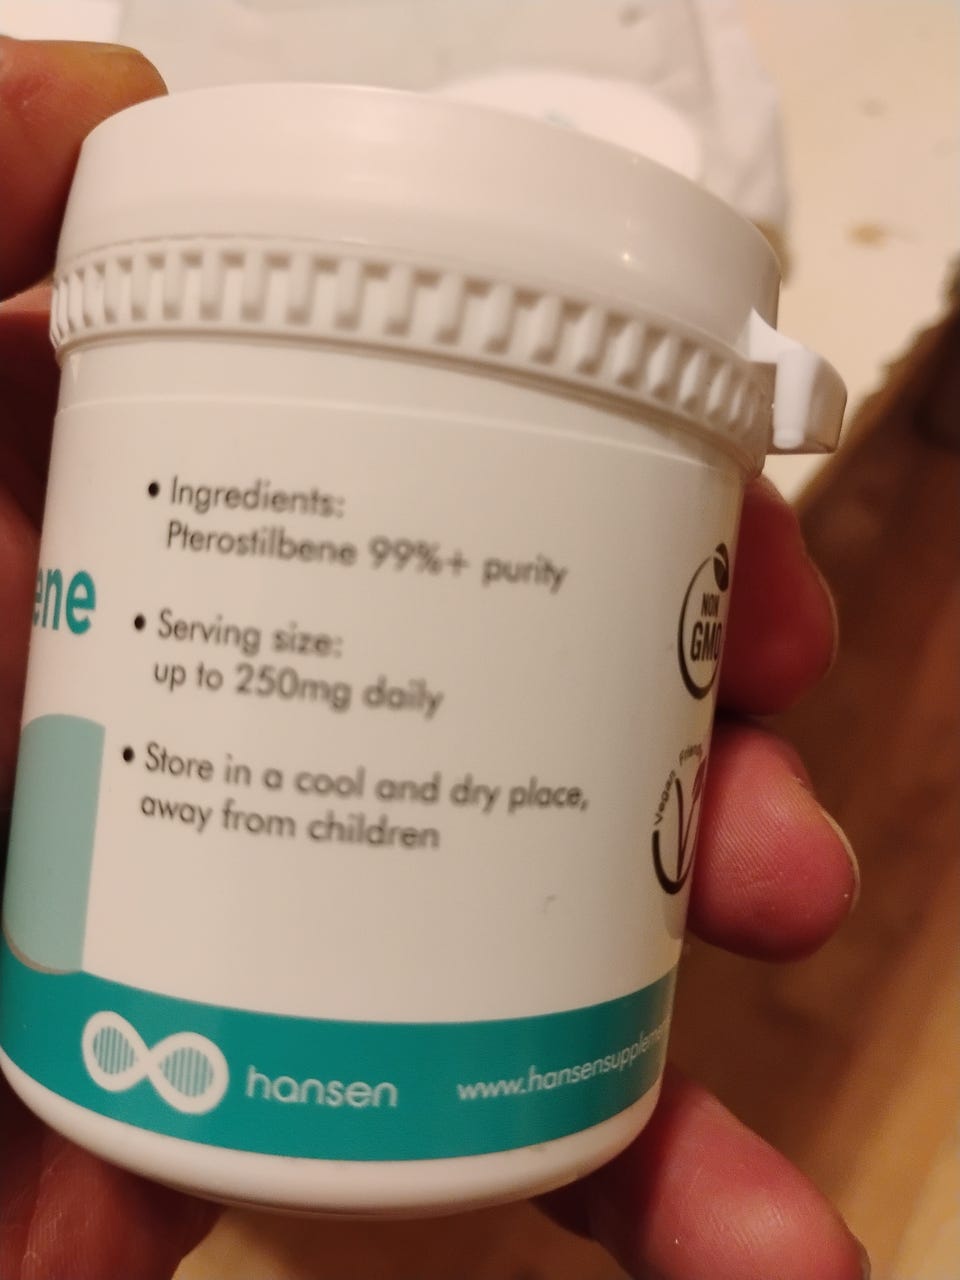 ene
• Ingredients:
Pterostilbene 99%+ purity
• Serving size:
up to 250mg daily
• Store in a cool and dry place,
away from children
NON
GMO
Vegan
hansen